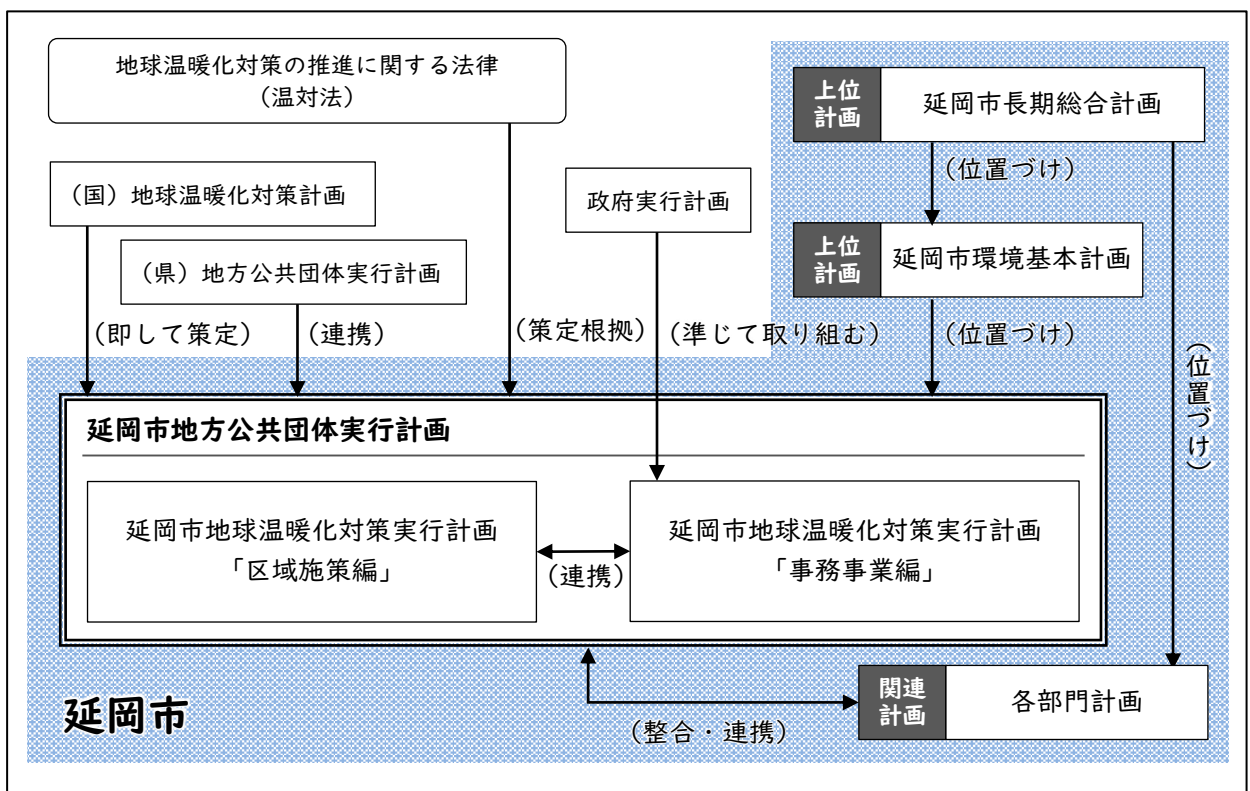 地球温暖化対策の推進に関する法律
（温対法）
上位
計画
延岡市長期総合計画
（位置づけ）
（国）地球温暖化対策計画
政府実行計画
（県）地方公共団体実行計画
上位
計画
延岡市環境基本計画
（即して策定）
（連携）
（策定根拠）
（準じて取り組む）
（位置づけ）
（位置づけ）
延岡市地方公共団体実行計画
延岡市地球温暖化対策実行計画
「区域施策編」
（連携）
延岡市地球温暖化対策実行計画
「事務事業編」
延岡市
（整合・連携）
関連
計画
各部門計画